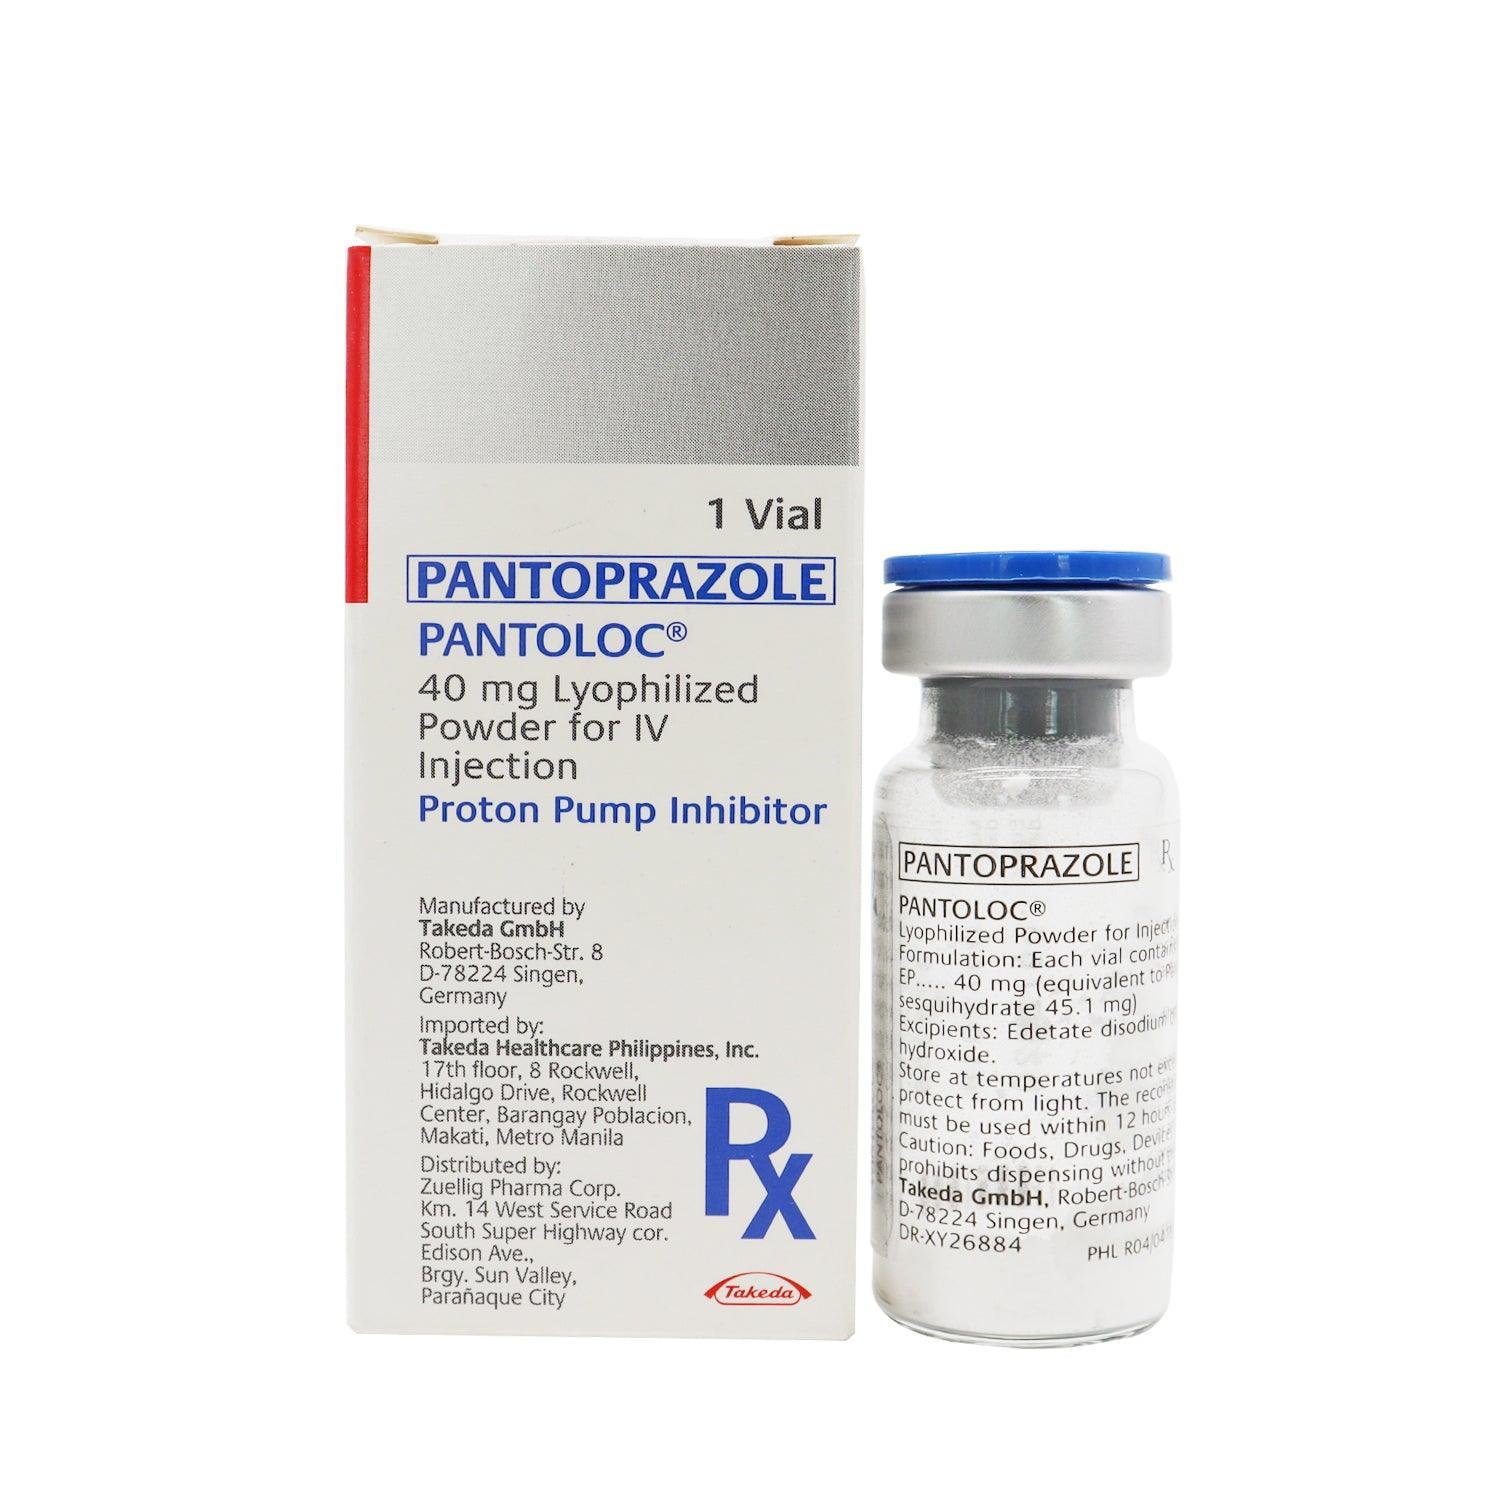 1 Vial
PANTOPRAZOLE
PANTOLOC®
40 mg Lyophilized
Powder for IV
Injection
Proton Pump Inhibitor
Manufactured by
Takeda GmbH
Robert-Bosch-Str. 8
D-78224 Singen,
Germany
Imported by:
Takeda Healthcare Philippines, Inc.
17th floor, 8 Rockwell,
Hidalgo Drive, Rockwell
Center, Barangay Poblacion,
Makati, Metro Manila
Distributed by:
Zuellig Pharma Corp.
Km. 14 West Service Road
South Super Highway cor.
Edison Ave.,
Brgy. Sun Valley,
Parañaque City
Rx
Takeda
PANTOPRAZOLE Rx
PANTOLOC®
Lyophilized Powder for
Formulation: Each vial
EP..... 40 mg (equivalent to
sesquihydrate 45.1 mg)
Excipients: Edetate disodium
hydroxide.
Store at temperatures not
protect from light. The
must be used within 12
Caution: Foods, Drugs,
prohibits dispensing without
Takeda GmbH, Robert-Bosch-
D-78224 Singen, Germany
DR-XY26884
PHL
PANTOLOC®